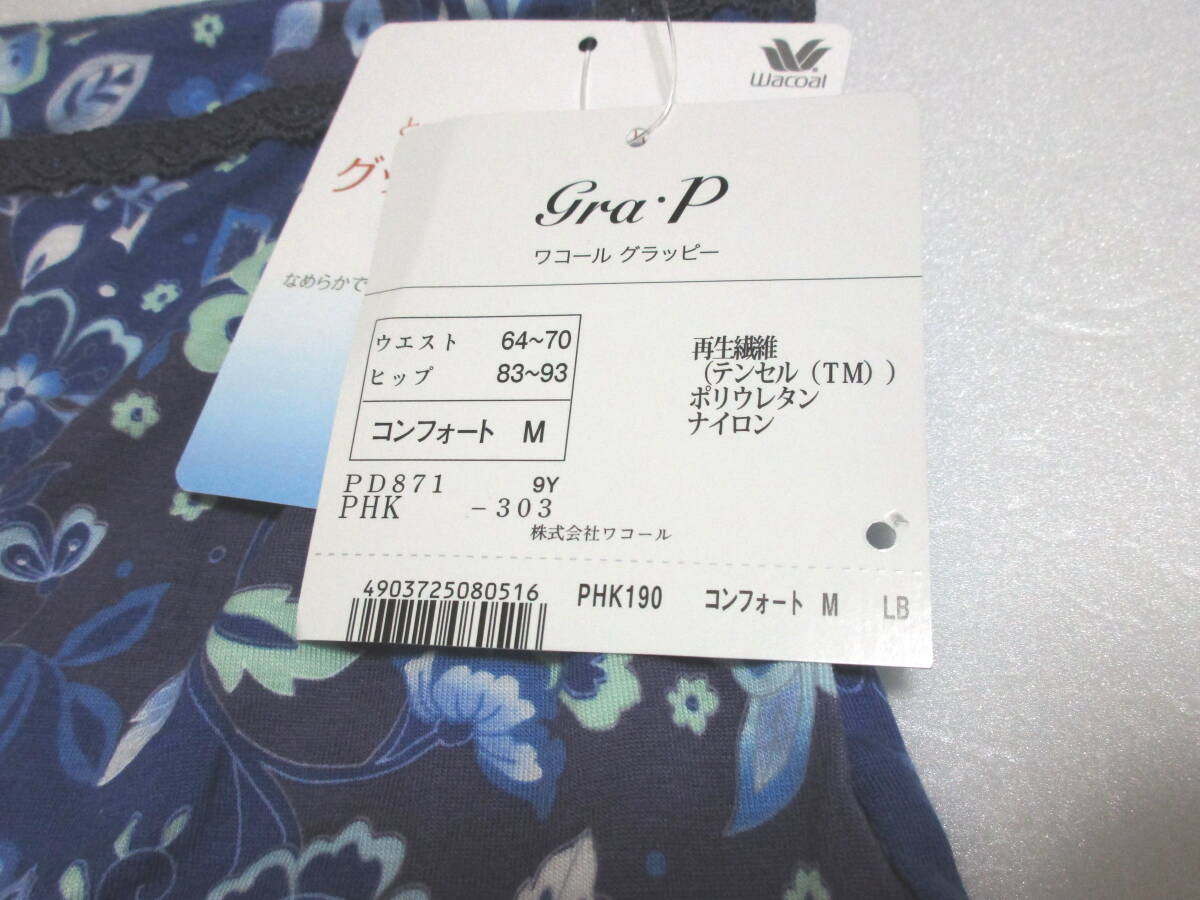 Wacoal
と
グッ
なめらかで
Gra·P
ワコール グラッピー
ウエスト 64~70
ヒップ 83~93
コンフォート M
再生繊維
(テンセル(TM))
ポリウレタン
ナイロン
PD871 9Y
PHK -303
株式会社ワコール
4903725080516 PHK190 コンフォート M LB